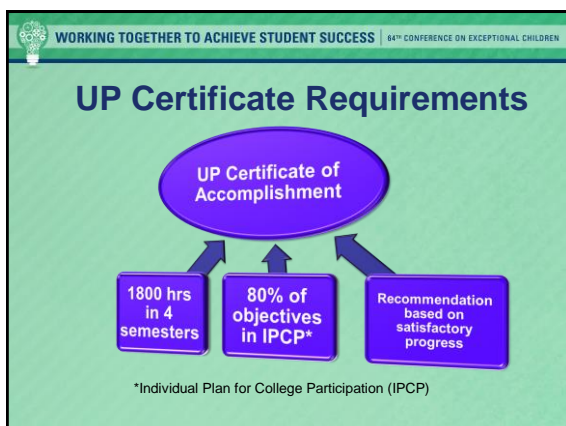 WORKING TOGETHER TO ACHIEVE STUDENT SUCCESS | 64TH CONFERENCE ON EXCEPTIONAL CHILDREN
UP Certificate Requirements
UP Certificate of
Accomplishment
1800 hrs
in 4
semesters
80% of
objectives
in IPCP*
Recommendation
based on
satisfactory
progress
*Individual Plan for College Participation (IPCP)